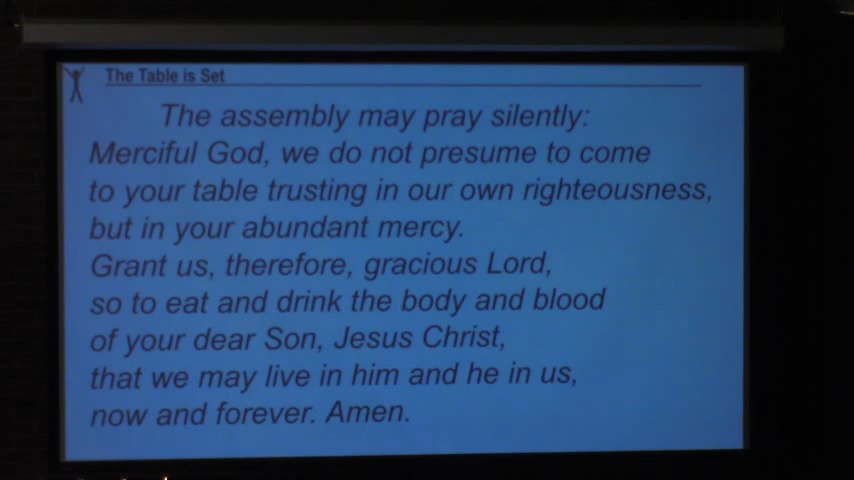 The Table is Set
The assembly may pray silently:
Merciful God, we do not presume to come
to your table trusting in our own righteousness,
but in your abundant mercy.
Grant us, therefore, gracious Lord,
so to eat and drink the body and blood
of your dear Son, Jesus Christ,
that we may live in him and he in us,
now and forever. Amen.